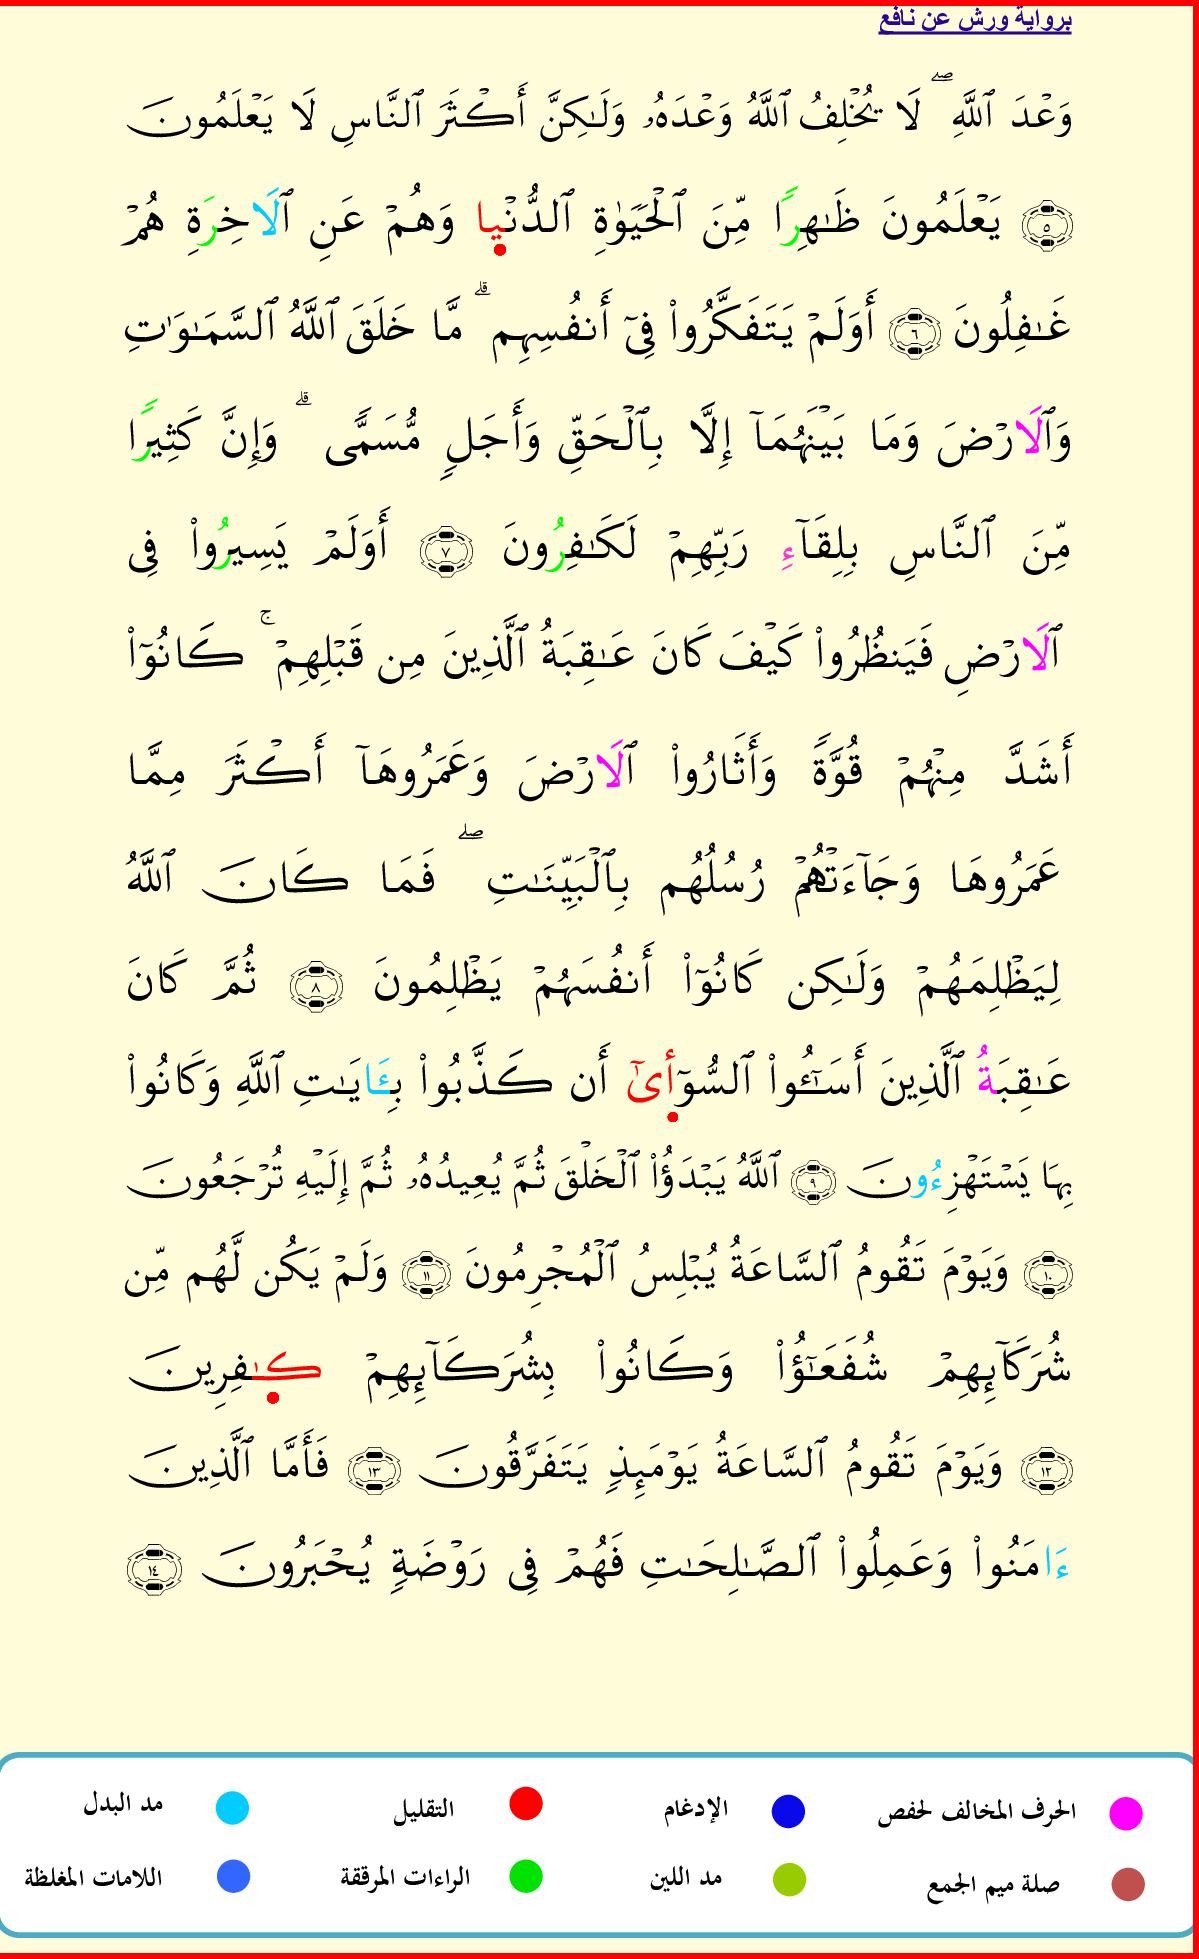 برواية ورش عن نافع
وَعْدَ ٱللَّهِ ۖ لَا يُخْلِفُ ٱللَّهُ وَعْدَهُۥ وَلَٰكِنَّ أَكْثَرَ ٱلنَّاسِ لَا يَعْلَمُونَ
٥ يَعْلَمُونَ ظَٰهِرًا مِّنَ ٱلْحَيَوٰةِ ٱلدُّنْيا وَهُمْ عَنِ ٱلَاخِرَةِ هُمْ
غَٰفِلُونَ ٦ أَوَلَمْ يَتَفَكَّرُوا۟ فِىٓ أَنفُسِهِم ۗ مَّا خَلَقَ ٱللَّهُ ٱلسَّمَٰوَٰتِ
وَٱلَارْضَ وَمَا بَيْنَهُمَآ إِلَّا بِٱلْحَقِّ وَأَجَلٍ مُّسَمًّى ۗ وَإِنَّ كَثِيرًا
مِّنَ ٱلنَّاسِ بِلِقَآءِ رَبِّهِمْ لَكَٰفِرُونَ ٧ أَوَلَمْ يَسِيرُوا۟ فِى
ٱلَارْضِ فَيَنظُرُوا۟ كَيْفَ كَانَ عَٰقِبَةُ ٱلَّذِينَ مِن قَبْلِهِمْ ۚ كَانُوٓا۟
أَشَدَّ مِنْهُمْ قُوَّةً وَأَثَارُوا۟ ٱلَارْضَ وَعَمَرُوهَآ أَكْثَرَ مِمَّا
عَمَرُوهَا وَجَآءَتْهُمْ رُسُلُهُم بِٱلْبَيِّنَٰتِ ۖ فَمَا كَانَ ٱللَّهُ
لِيَظْلِمَهُمْ وَلَٰكِن كَانُوٓا۟ أَنفُسَهُمْ يَظْلِمُونَ ٨ ثُمَّ كَانَ
عَٰقِبَةُ ٱلَّذِينَ أَسَٰٓـُٔوا۟ ٱلسُّوٓأىٰٓ أَن كَذَّبُوا۟ بِـَٔايَٰتِ ٱللَّهِ وَكَانُوا۟
بِهَا يَسْتَهْزِءُونَ ٩ ٱللَّهُ يَبْدَؤُا۟ ٱلْخَلْقَ ثُمَّ يُعِيدُهُۥ ثُمَّ إِلَيْهِ تُرْجَعُونَ
١٠ وَيَوْمَ تَقُومُ ٱلسَّاعَةُ يُبْلِسُ ٱلْمُجْرِمُونَ ١١ وَلَمْ يَكُن لَّهُم مِّن
شُرَكَآئِهِمْ شُفَعَٰٓؤُا۟ وَكَانُوا۟ بِشُرَكَآئِهِمْ كَٰفِرِينَ
١٢ وَيَوْمَ تَقُومُ ٱلسَّاعَةُ يَوْمَئِذٍ يَتَفَرَّقُونَ ١٣ فَأَمَّا ٱلَّذِينَ
ءَامَنُوا۟ وَعَمِلُوا۟ ٱلصَّٰلِحَٰتِ فَهُمْ فِى رَوْضَةٍ يُحْبَرُونَ ١٤
الحرف المخالف لحفص الإدغام التقليل مد البدل
صلة ميم الجمع مد اللين الراءات المرققة اللامات المغلظة